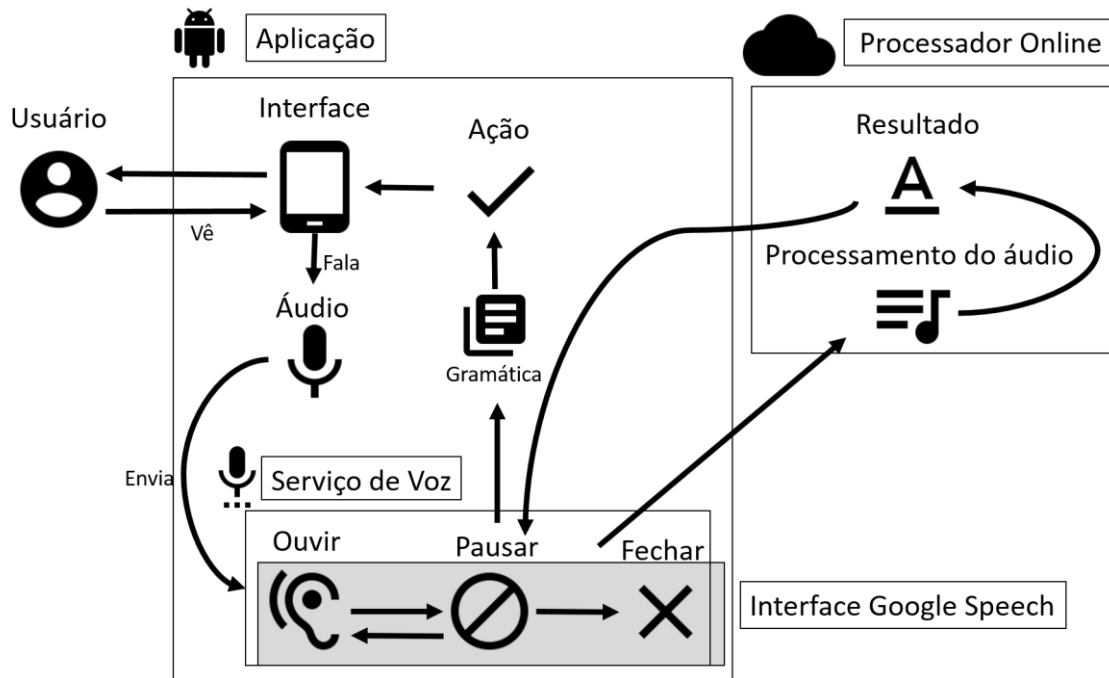 Aplicação
Processador Online
Usuário
Interface
Ação
Resultado
Vê
Fala
Processamento do áudio
Áudio
Gramática
Envia
Serviço de Voz
Ouvir
Pausar
Fechar
Interface Google Speech